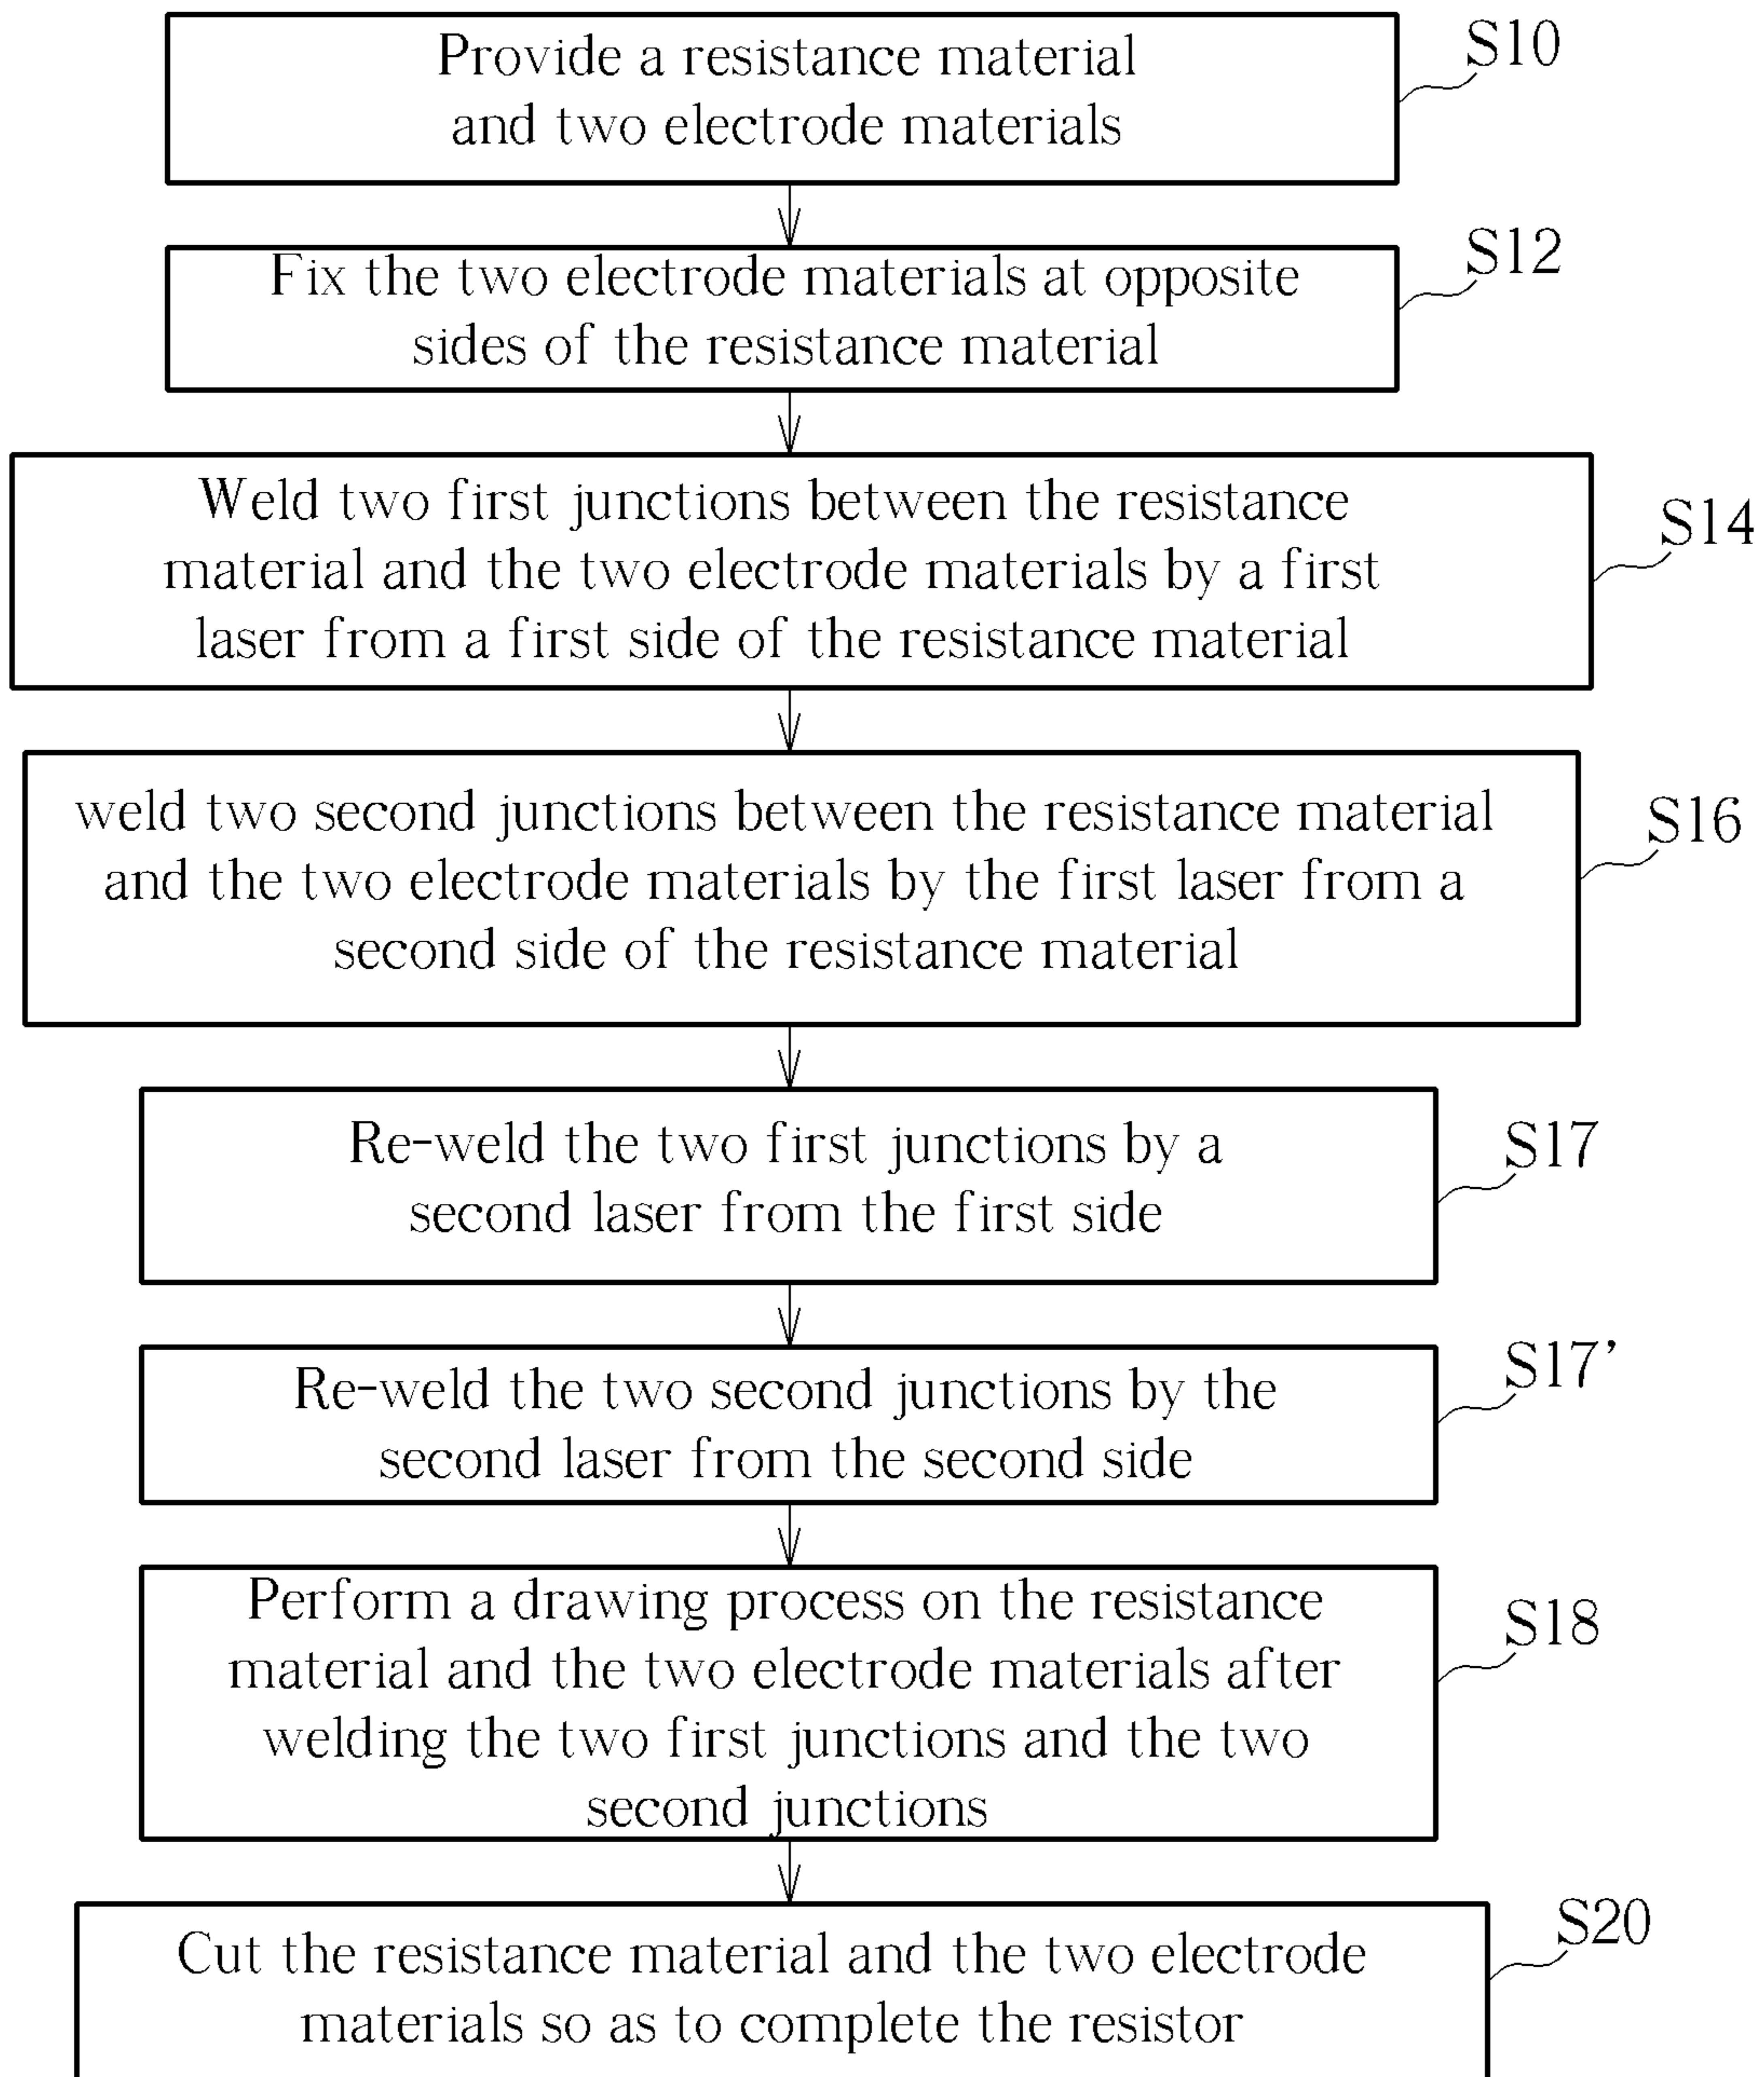 Provide a resistance material
and two electrode materials
S10
Fix the two electrode materials at opposite
sides of the resistance material
S12
Weld two first junctions between the resistance
material and the two electrode materials by a first
laser from a first side of the resistance material
S14
weld two second junctions between the resistance material
and the two electrode materials by the first laser from a
second side of the resistance material
S16
Re-weld the two first junctions by a
second laser from the first side
S17
Re-weld the two second junctions by the
second laser from the second side
S17’
Perform a drawing process on the resistance
material and the two electrode materials after
welding the two first junctions and the two
second junctions
S18
Cut the resistance material and the two electrode
materials so as to complete the resistor
S20